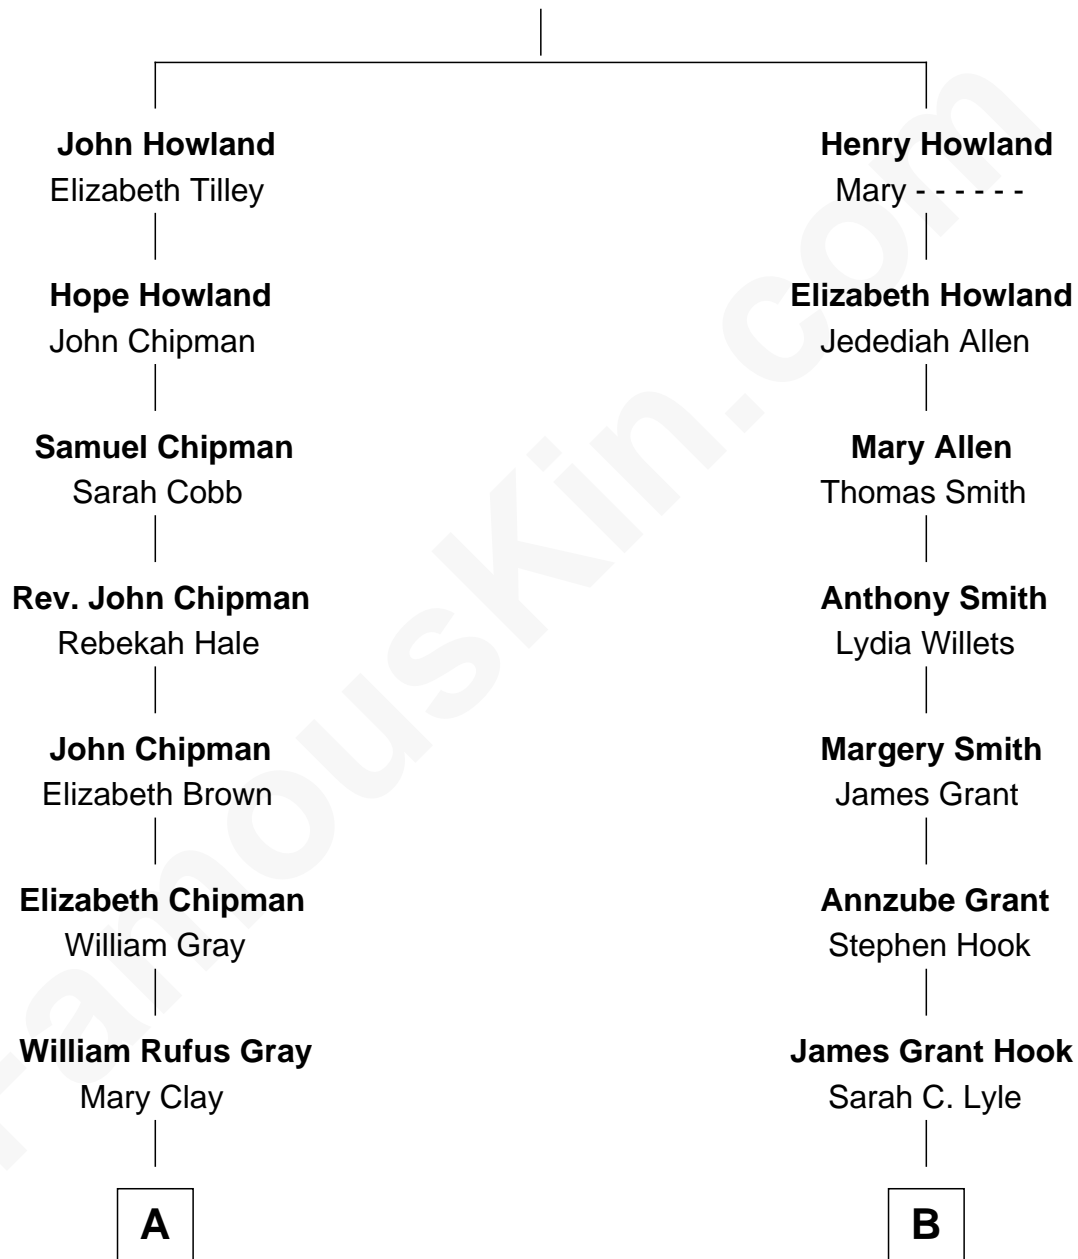 John Howland
Elizabeth Tilley
Hope Howland
John Chipman
Samuel Chipman
Sarah Cobb
Rev. John Chipman
Rebekah Hale
John Chipman
Elizabeth Brown
Elizabeth Chipman
William Gray
William Rufus Gray
Mary Clay
A
Henry Howland
Mary - - - - - -
Elizabeth Howland
Jedediah Allen
Mary Allen
Thomas Smith
Anthony Smith
Lydia Willets
Margery Smith
James Grant
Annzube Grant
Stephen Hook
James Grant Hook
Sarah C. Lyle
B
FamousKin.com